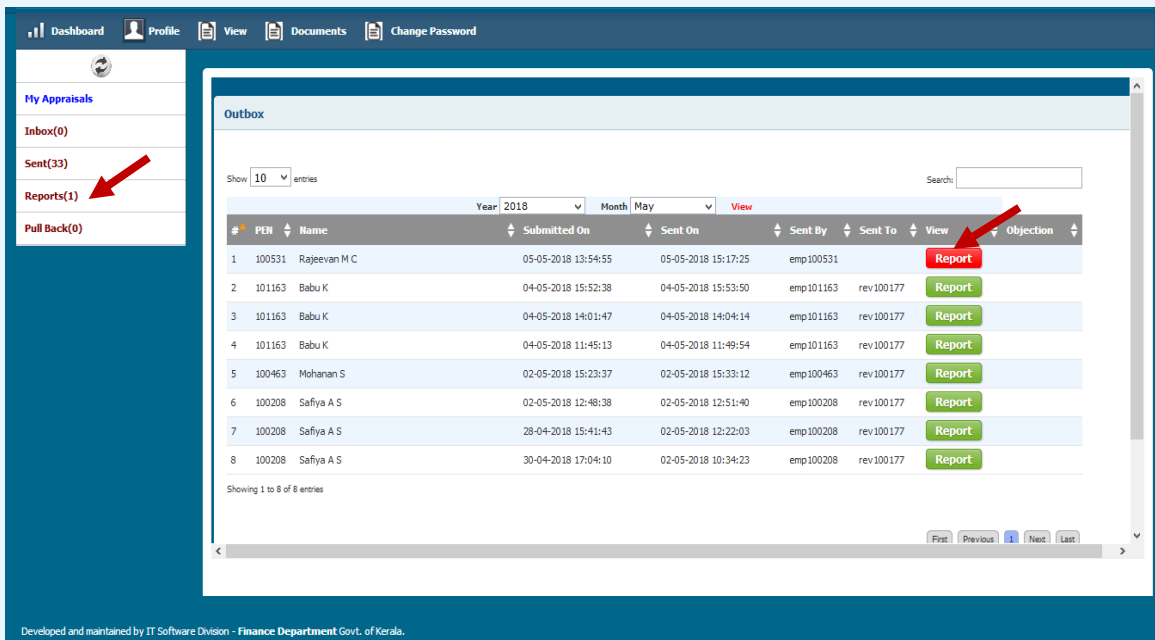 Dashboard Profile View Documents Change Password
My Appraisals
Inbox(0)
Sent(33)
Reports(1)
Pull Back(0)
Outbox
Show 10 entries Search:
Year 2018 Month May View
# PEN Name Submitted On Sent On Sent By Sent To View Objection
1 100531 Rajeevan M C 05-05-2018 13:54:55 05-05-2018 15:17:25 emp100531 Report
2 101163 Babu K 04-05-2018 15:52:38 04-05-2018 15:53:50 emp101163 rev100177 Report
3 101163 Babu K 04-05-2018 14:01:47 04-05-2018 14:04:14 emp101163 rev100177 Report
4 101163 Babu K 04-05-2018 11:45:13 04-05-2018 11:49:54 emp101163 rev100177 Report
5 100463 Mohanan S 02-05-2018 15:23:37 02-05-2018 15:33:12 emp100463 rev100177 Report
6 100208 Safiya A S 02-05-2018 12:48:38 02-05-2018 12:51:40 emp100208 rev100177 Report
7 100208 Safiya A S 28-04-2018 15:41:43 02-05-2018 12:22:03 emp100208 rev100177 Report
8 100208 Safiya A S 30-04-2018 17:04:10 02-05-2018 10:34:23 emp100208 rev100177 Report
Showing 1 to 8 of 8 entries
First Previous 1 Next Last
Developed and maintained by IT Software Division - Finance Department Govt. of Kerala.